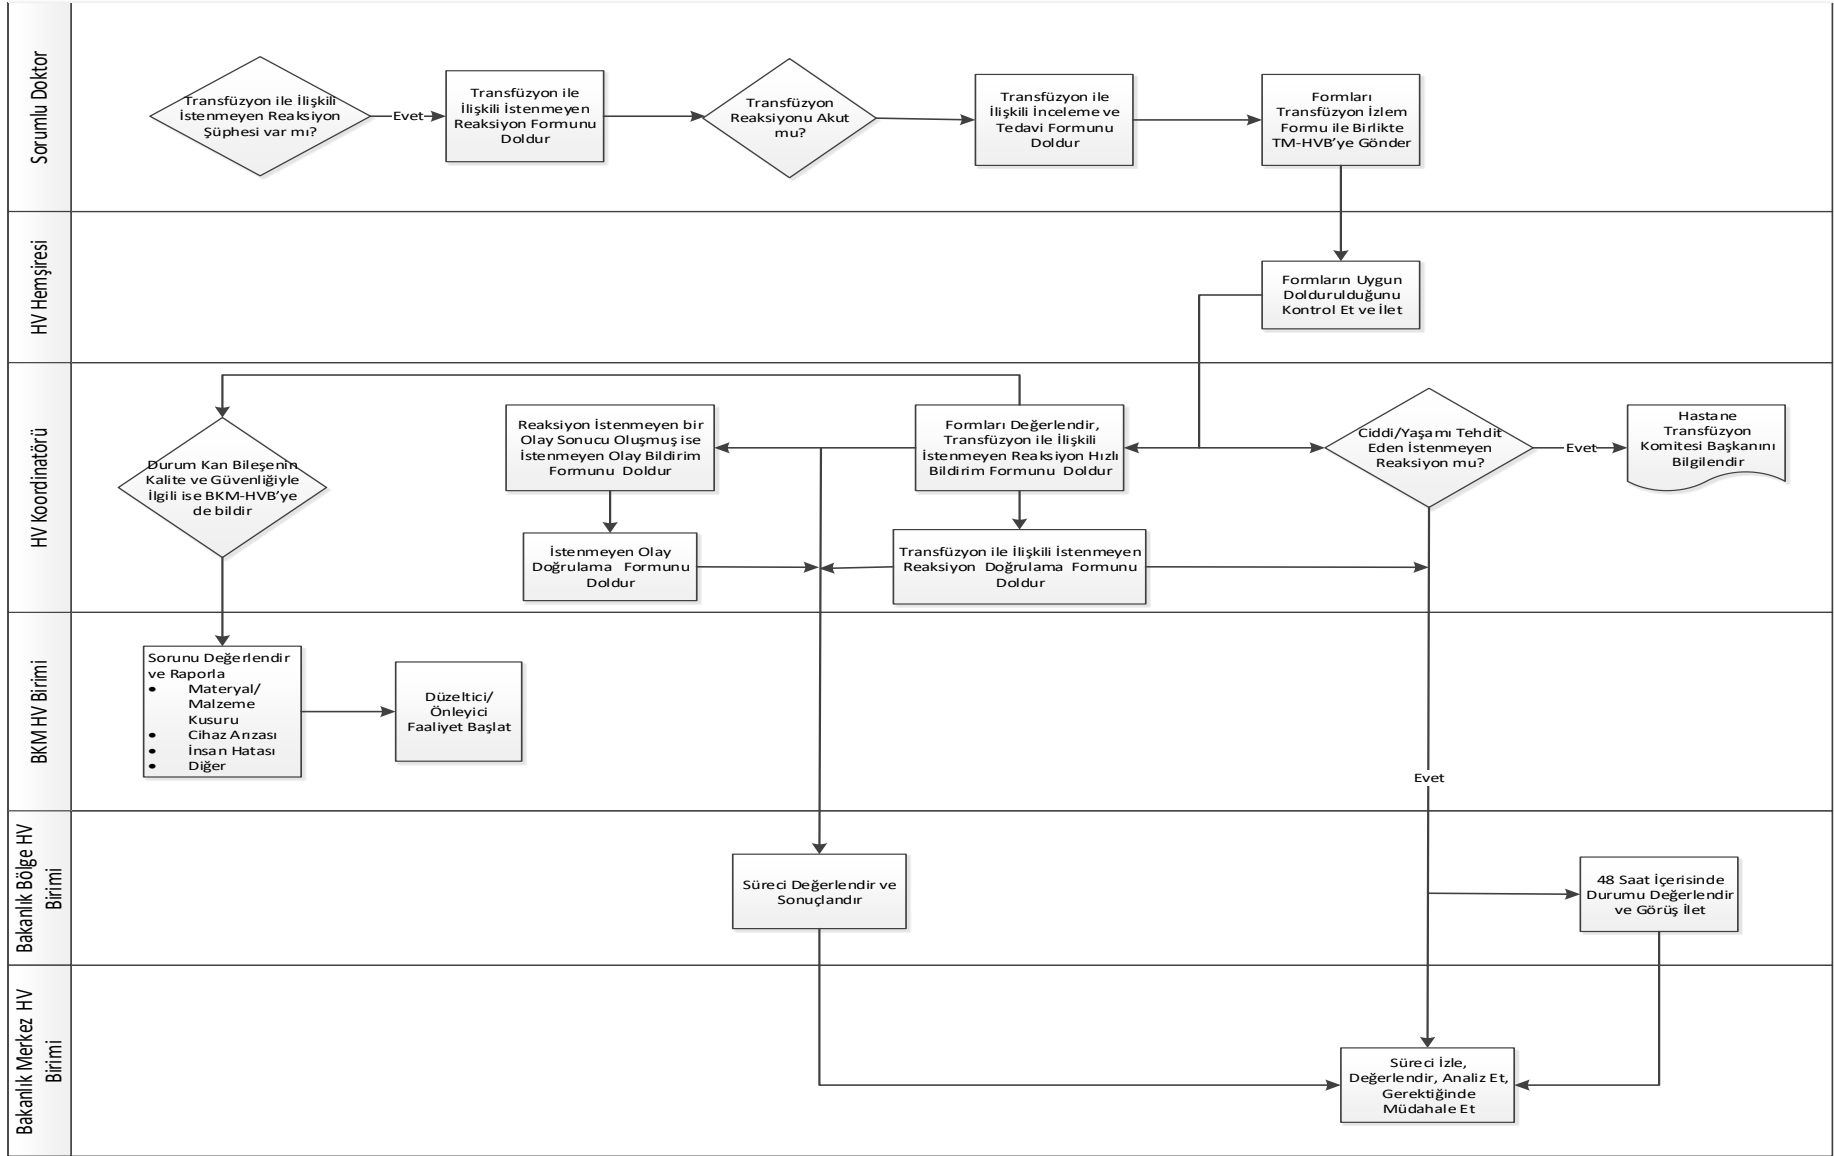 Sorumlu Doktor
Transfüzyon ile İlişkili
İstenmeyen Reaksiyon
Şüphesi var mı?
Evet
Transfüzyon ile
İlişkili İstenmeyen
Reaksiyon Formunu
Doldur
Transfüzyon
Reaksiyonu Akut
mu?
Transfüzyon ile
İlişkili İnceleme ve
Tedavi Formunu
Doldur
Formları
Transfüzyon İzlem
Formu ile Birlikte
TM-HVB’ye Gönder
HV Hemşiresi
Formların Uygun
Doldurulduğunu
Kontrol Et ve İlet
HV Koordinatörü
Durum Kan Bileşenin
Kalite ve Güvenliğiyle
İlgili ise BKM-HVB’ye
de bildir
Reaksiyon İstenmeyen bir
Olay Sonucu Oluşmuş ise
İstenmeyen Olay Bildirim
Formunu Doldur
İstenmeyen Olay
Doğrulama Formunu
Doldur
Formları Değerlendir,
Transfüzyon ile İlişkili
İstenmeyen Reaksiyon Hızlı
Bildirim Formunu Doldur
Transfüzyon ile İlişkili İstenmeyen
Reaksiyon Doğrulama Formunu
Doldur
Ciddi/Yaşamı Tehdit
Eden İstenmeyen
Reaksiyon mu?
Evet
Hastane
Transfüzyon
Komitesi Başkanını
Bilgilendir
BKM HV Birimi
Sorunu Değerlendir
ve Raporla
• Materyal/
Malzeme
Kusuru
• Cihaz Arızası
• İnsan Hatası
• Diğer
Düzeltici/
Önleyici
Faaliyet Başlat
Evet
Bakanlık Bölge HV
Birimi
Süreci Değerlendir ve
Sonuçlandır
48 Saat İçerisinde
Durumu Değerlendir
ve Görüş İlet
Bakanlık Merkez HV
Birimi
Süreci İzle,
Değerlendir, Analiz Et,
Gerektiğinde
Müdahale Et